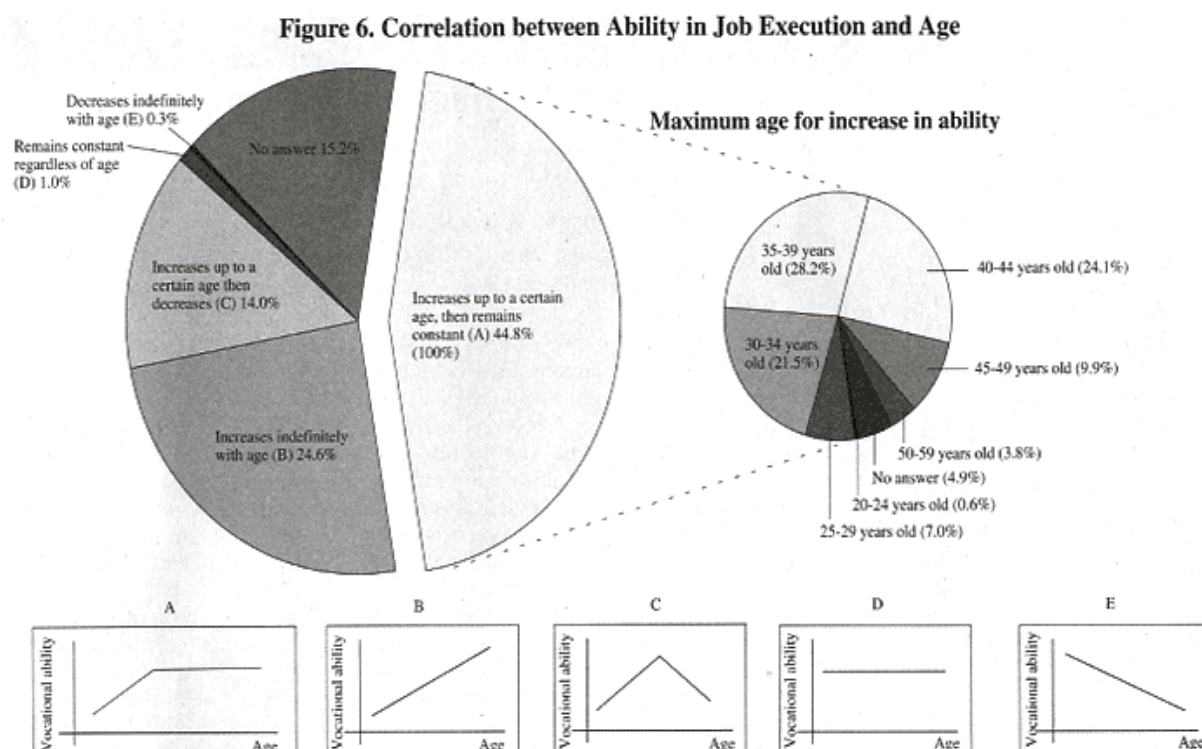 Figure 6. Correlation between Ability in Job Execution and Age
Decreases indefinitely
with age (E) 0.3%
Remains constant
regardless of age
(D) 1.0%
No answer 15.2%
Increases up to a
certain age then
decreases (C) 14.0%
Increases up to a certain
age, then remains
constant (A) 44.8%
(100%)
Increases indefinitely
with age (B) 24.6%
Maximum age for increase in ability
35-39 years
old (28.2%)
40-44 years old (24.1%)
30-34 years
old (21.5%)
45-49 years old (9.9%)
50-59 years old (3.8%)
No answer (4.9%)
20-24 years old (0.6%)
25-29 years old (7.0%)
A
B
C
D
E
Vocational ability
Age
Vocational ability
Age
Vocational ability
Age
Vocational ability
Age
Vocational ability
Age